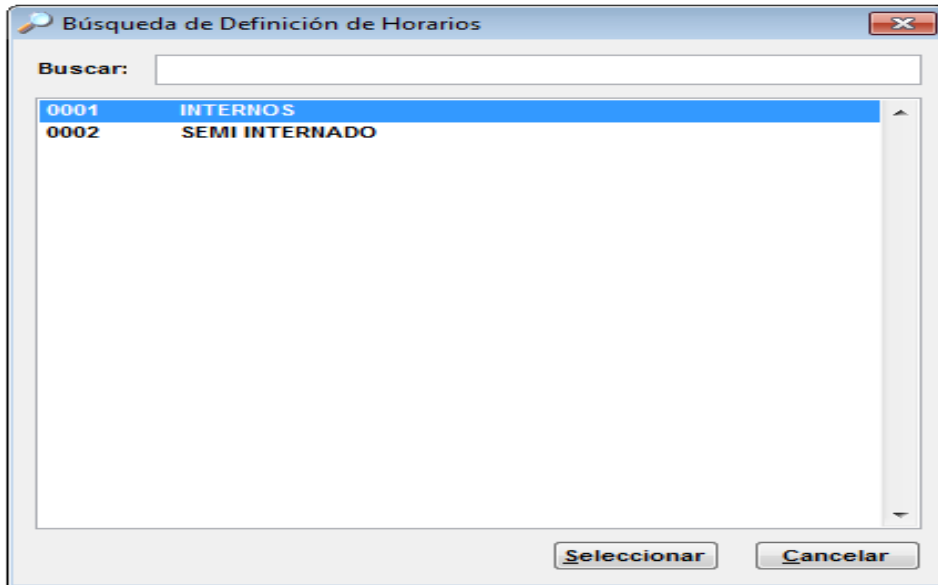 Búsqueda de Definición de Horarios
Buscar:
0001 INTERNOS
0002 SEMI INTERNADO
Seleccionar Cancelar